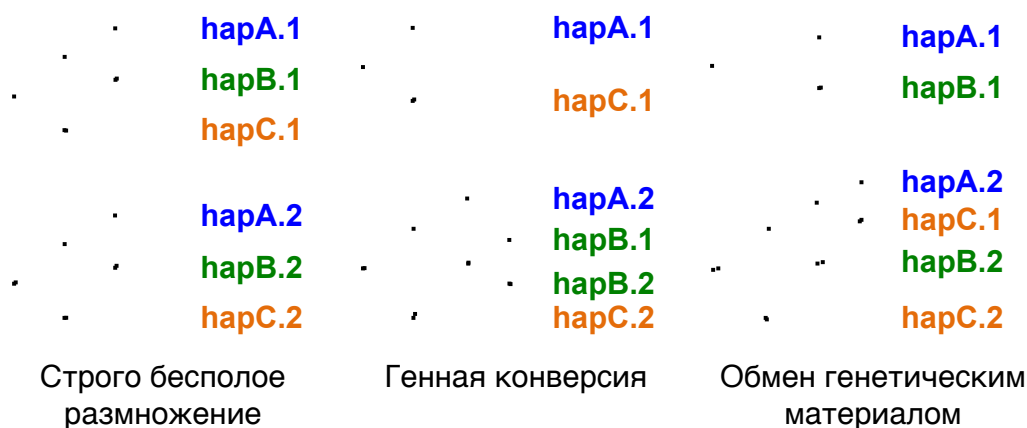 hapA.1
hapB.1
hapC.1
hapA.2
hapB.2
hapC.2
Строго бесполое
размножение
hapA.1
hapC.1
hapA.2
hapB.1
hapB.2
hapC.2
Генная конверсия
hapA.1
hapB.1
hapA.2
hapC.1
hapB.2
hapC.2
Обмен генетическим
материалом